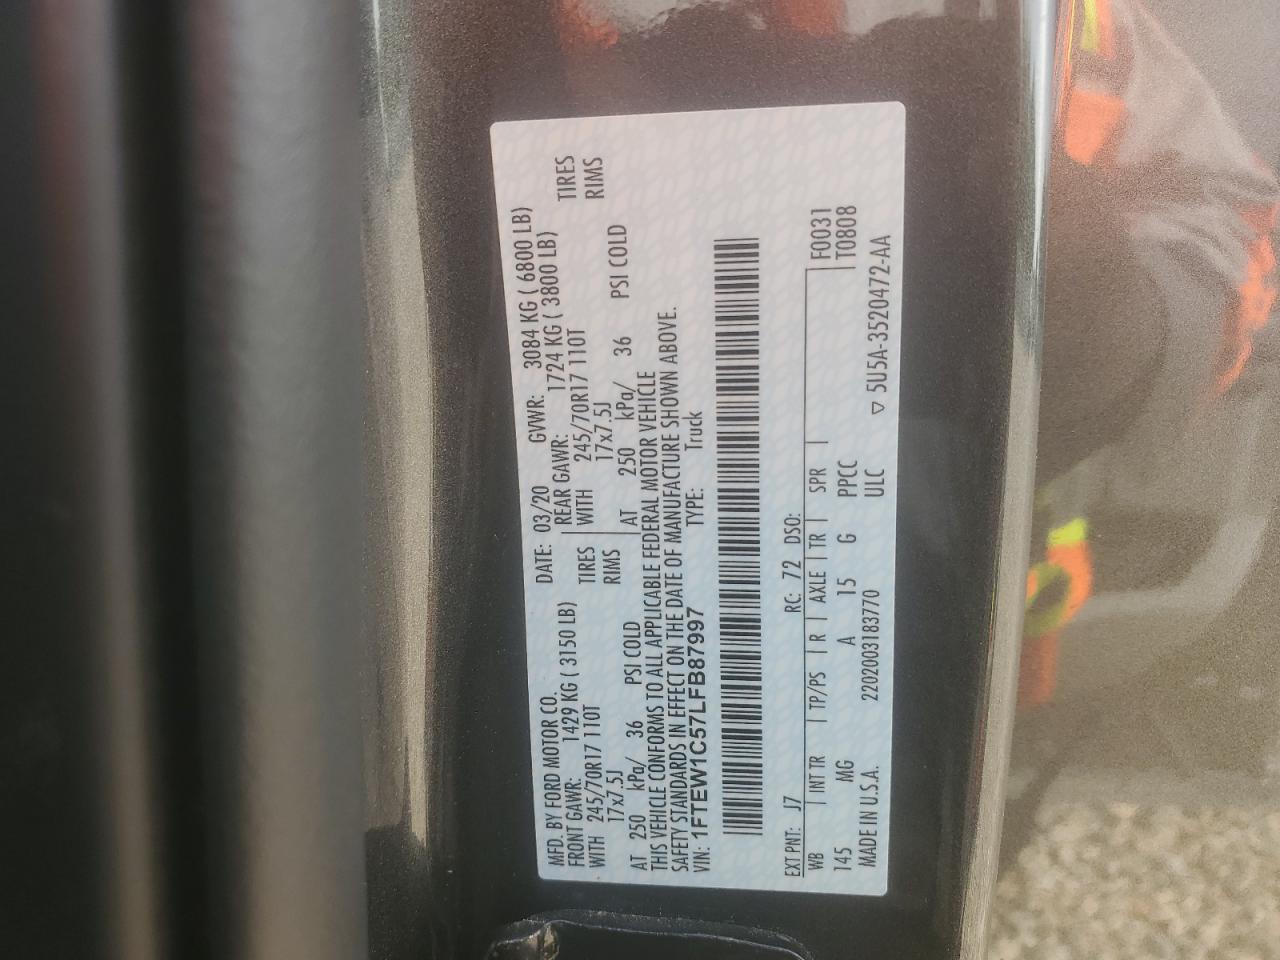 MFD. BY FORD MOTOR CO. DATE: 03/20 GVWR: 3084 KG ( 6800 LB)
FRONT GAWR: 1429 KG ( 3150 LB) REAR GAWR: 1724 KG ( 3800 LB)
WITH 245/70R17 110T TIRES WITH 245/70R17 110T TIRES
17x7.5J RIMS 17x7.5J RIMS
AT 250 kPa/ 36 PSI COLD AT 250 kPa/ 36 PSI COLD
THIS VEHICLE CONFORMS TO ALL APPLICABLE FEDERAL MOTOR VEHICLE
SAFETY STANDARDS IN EFFECT ON THE DATE OF MANUFACTURE SHOWN ABOVE.
VIN: 1FTEW1C57LFB87997 TYPE: Truck
EXT PNT: J7 RC: 72 DSO:
WB INT TR TP/PS R AXLE TR SPR F0031
145 MG A 15 G PPCC T0808
MADE IN U.S.A. 2202003183770 ULC ▽ 5U5A-3520472-AA